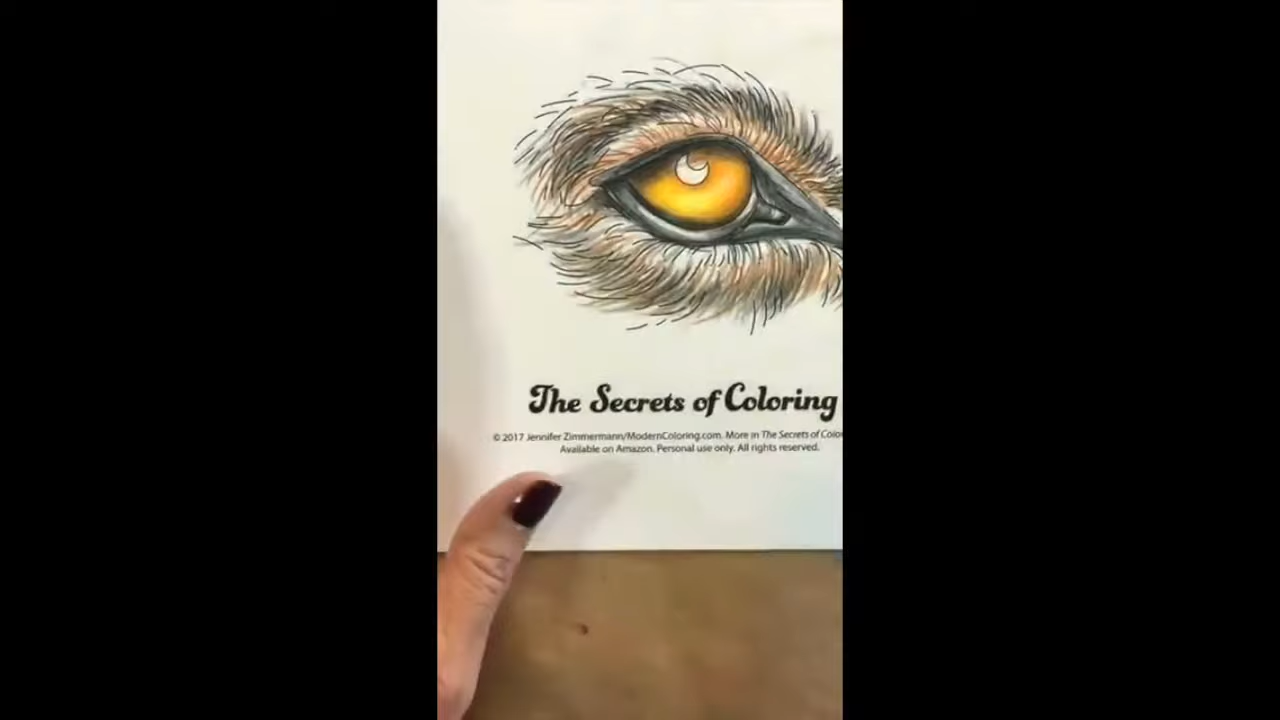 The Secrets of Coloring
© 2017 Jennifer Zimmermann/ModernColoring.com. More in The Secrets of
Available on Amazon. Personal use only. All rights reserved.